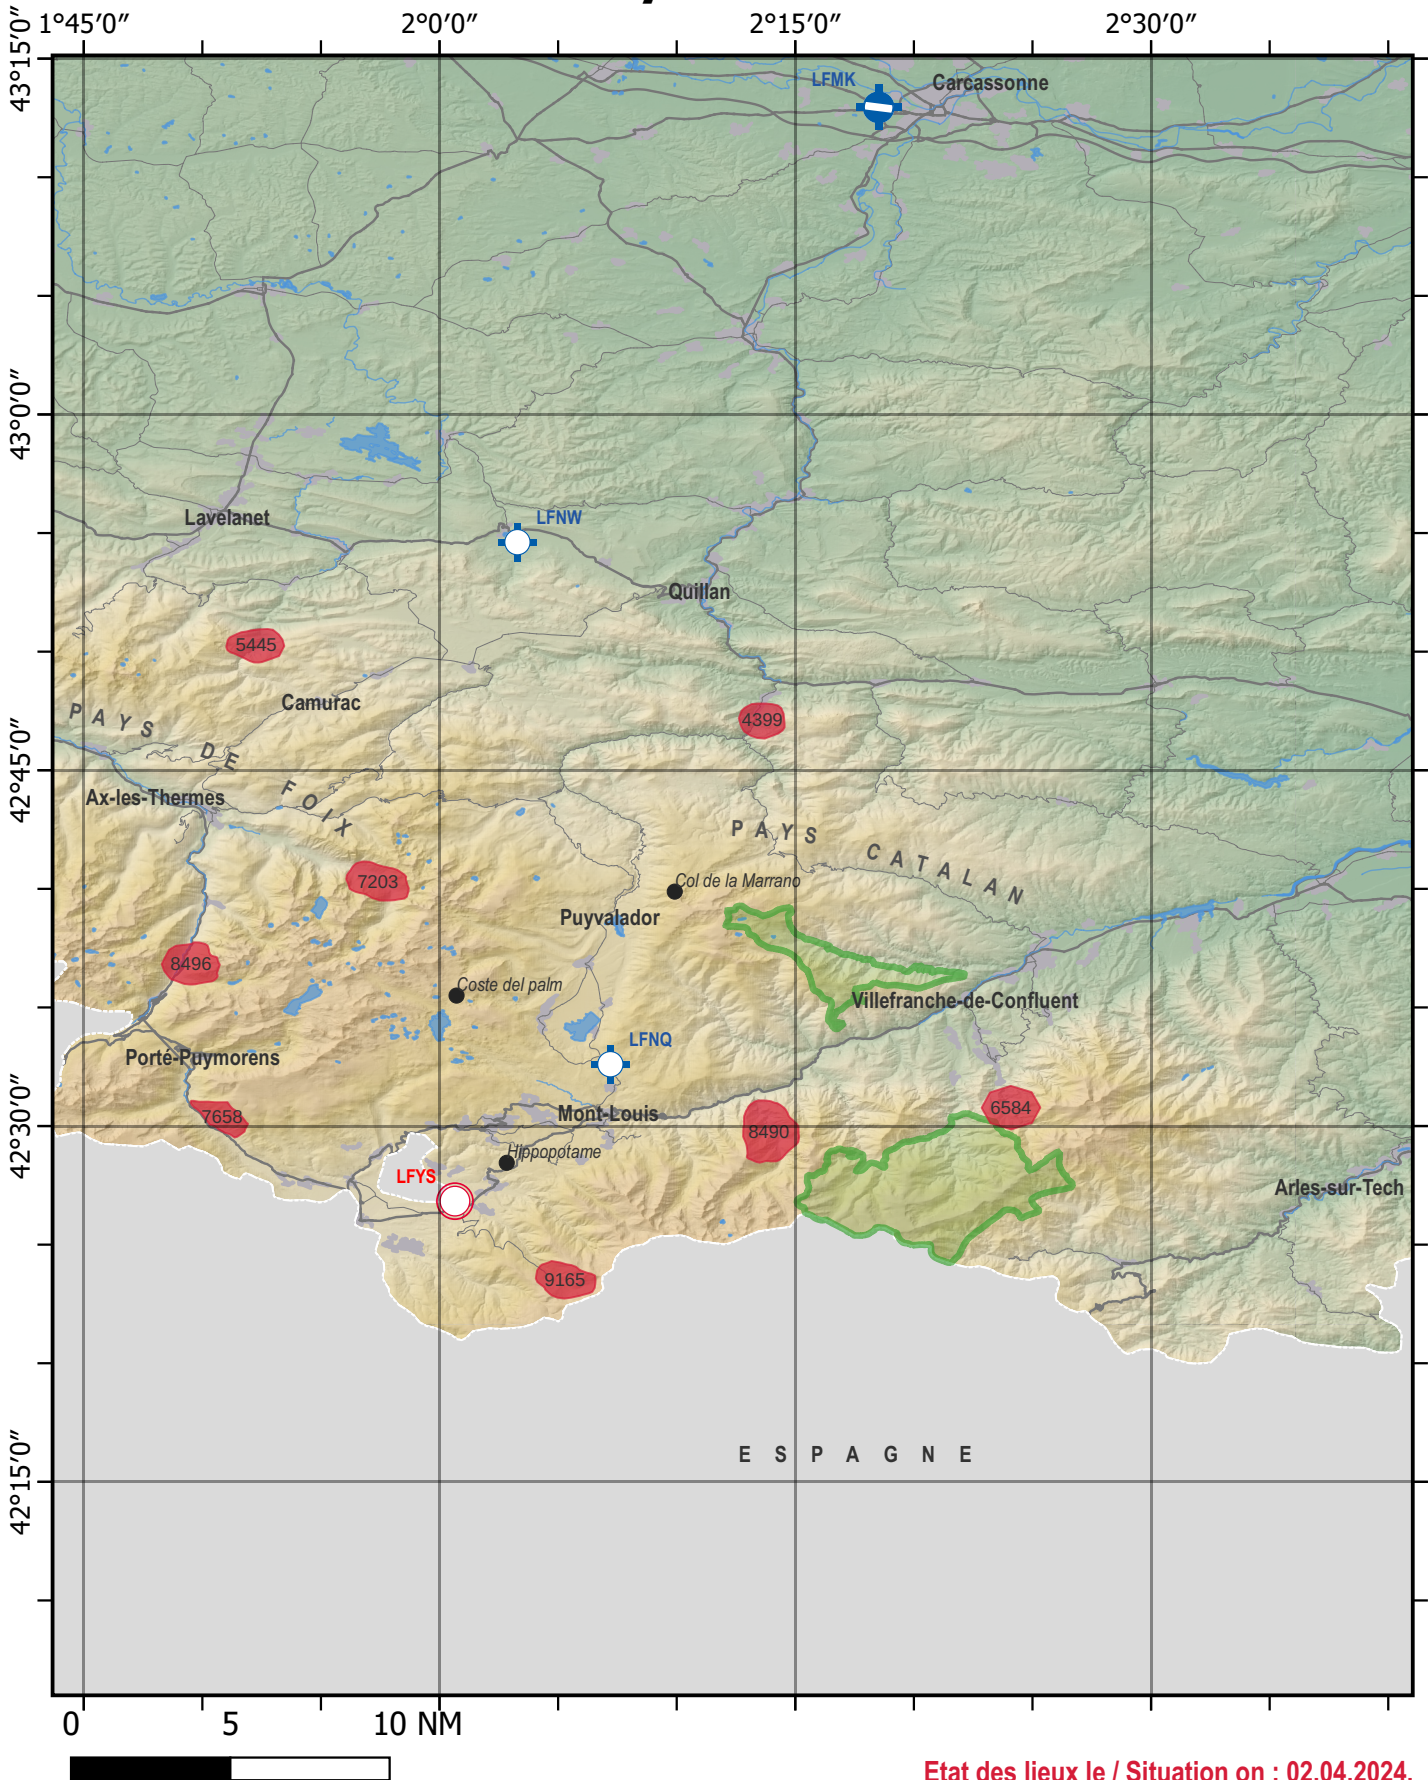 1°45′0″ 2°0′0″ 2°15′0″ 2°30′0″
43°15′0″
LFMK
Carcassonne
43°0′0″
Lavelanet
LFNW
Quillan
5445
Camurac
4399
PAYS DE FOIX
42°45′0″
Ax-les-Thermes
PAYS CATALAN
7203
Col de la Marrano
Puyvalador
8496
Coste del palm
Villefranche-de-Confluent
LFNQ
Porté-Puymorens
7658
Mont-Louis
6584
42°30′0″
8490
Hippopotame
LFYS
Arles-sur-Tech
9165
ESPAGNE
42°15′0″
0 5 10 NM
Etat des lieux le / Situation on : 02.04.2024.